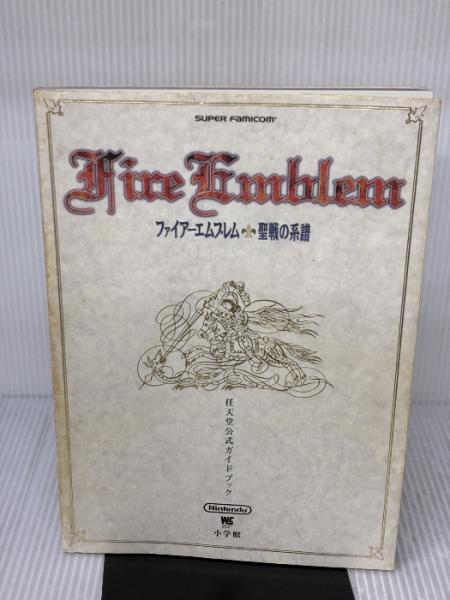 SUPER FAMICOM
Fire Emblem
ファイアーエムブレム 聖戦の系譜
任天堂公式ガイドブック
Nintendo
小学館